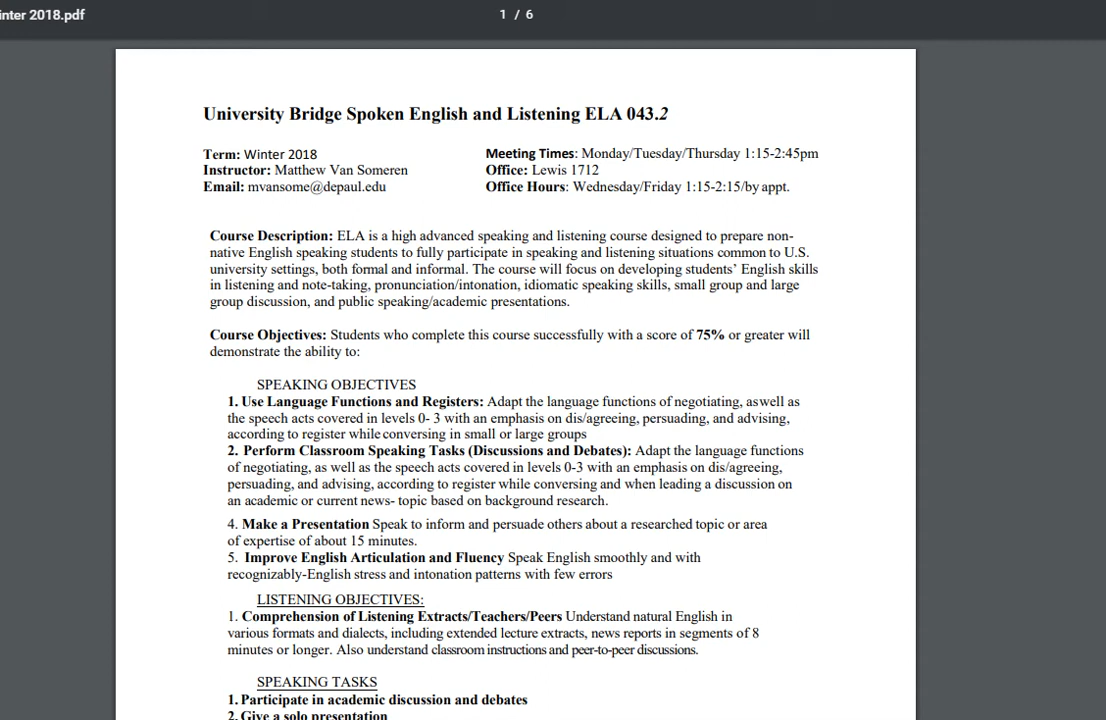 inter 2018.pdf
1 / 6
University Bridge Spoken English and Listening ELA 043.2
Term: Winter 2018
Meeting Times: Monday/Tuesday/Thursday 1:15-2:45pm
Instructor: Matthew Van Someren
Office: Lewis 1712
Email: mvansome@depaul.edu
Office Hours: Wednesday/Friday 1:15-2:15/by appt.
Course Description: ELA is a high advanced speaking and listening course designed to prepare non-
native English speaking students to fully participate in speaking and listening situations common to U.S.
university settings, both formal and informal. The course will focus on developing students’ English skills
in listening and note-taking, pronunciation/intonation, idiomatic speaking skills, small group and large
group discussion, and public speaking/academic presentations.
Course Objectives: Students who complete this course successfully with a score of 75% or greater will
demonstrate the ability to:
SPEAKING OBJECTIVES
1. Use Language Functions and Registers: Adapt the language functions of negotiating, aswell as
the speech acts covered in levels 0- 3 with an emphasis on dis/agreeing, persuading, and advising,
according to register while conversing in small or large groups
2. Perform Classroom Speaking Tasks (Discussions and Debates): Adapt the language functions
of negotiating, as well as the speech acts covered in levels 0-3 with an emphasis on dis/agreeing,
persuading, and advising, according to register while conversing and when leading a discussion on
an academic or current news- topic based on background research.
4. Make a Presentation Speak to inform and persuade others about a researched topic or area
of expertise of about 15 minutes.
5. Improve English Articulation and Fluency Speak English smoothly and with
recognizably-English stress and intonation patterns with few errors
LISTENING OBJECTIVES:
1. Comprehension of Listening Extracts/Teachers/Peers Understand natural English in
various formats and dialects, including extended lecture extracts, news reports in segments of 8
minutes or longer. Also understand classroom instructions and peer-to-peer discussions.
SPEAKING TASKS
1. Participate in academic discussion and debates
2. Give a solo presentation